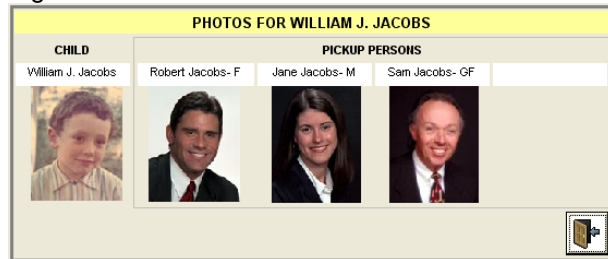 PHOTOS FOR WILLIAM J. JACOBS
CHILD
PICKUP PERSONS
William J. Jacobs
Robert Jacobs- F
Jane Jacobs- M
Sam Jacobs- GF